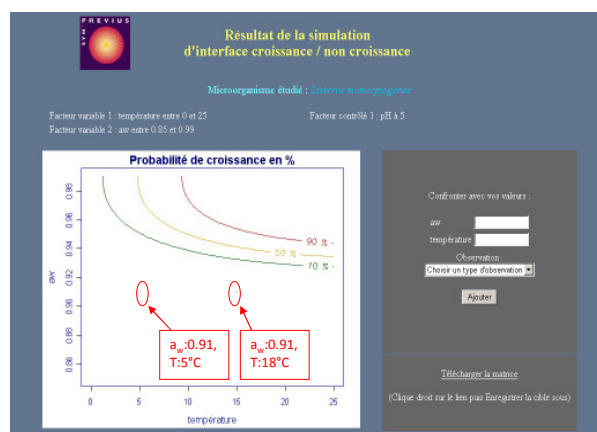 SYM' PREVIUS
Résultat de la simulation
d'interface croissance / non croissance
Microorganisme étudié : Listeria monocytogenes
Facteur variable 1 : température entre 0 et 25
Facteur contrôlé 1 : pH à 5
Facteur variable 2 : aw entre 0.85 et 0.99
Probabilité de croissance en %
aw
0.98
0.96
0.94
0.92
0.90
0.88
0.86
90 %
50 %
10 %
aw:0.91,
T:5°C
aw:0.91,
T:18°C
0 5 10 15 20 25
température
Confronter avec vos valeurs :
aw
température
Observation :
Choisir un type d'observation
Ajouter
Télécharger la matrice
(Clique droit sur le lien puis Enregistrer la cible sous)